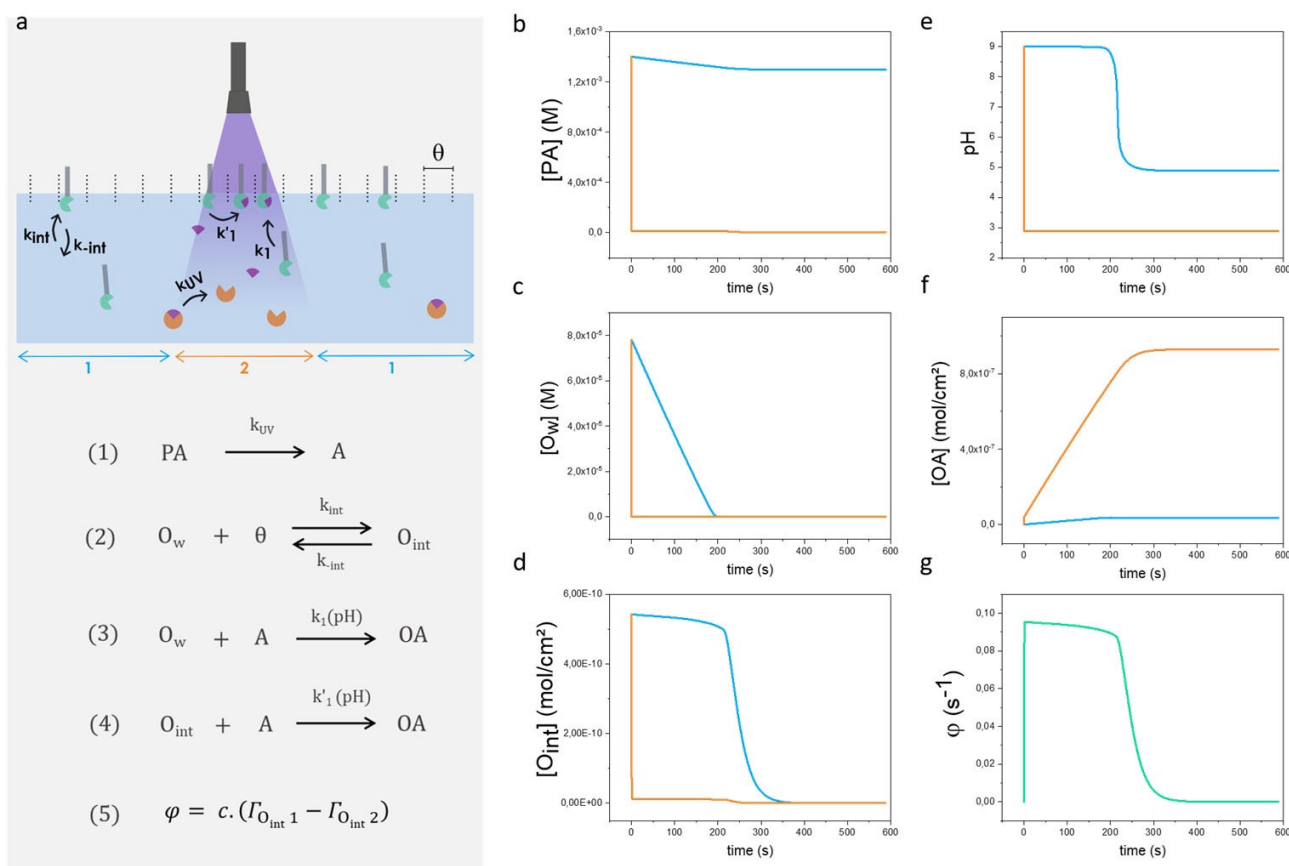 a
θ
k_int
k_-int
k'_1
k_1
k_UV
1
2
1
(1) PA k_UV A
(2) O_w + θ k_int k_-int O_int
(3) O_w + A k_1(pH) OA
(4) O_int + A k'_1(pH) OA
(5) φ = c.(Γ_{O_int 1} − Γ_{O_int 2})
b
[PA] (M)
1,6x10⁻³
1,2x10⁻³
8,0x10⁻⁴
4,0x10⁻⁴
0,0
0 100 200 300 400 500 600
time (s)
c
[O_w] (M)
8,0x10⁻⁵
6,0x10⁻⁵
4,0x10⁻⁵
2,0x10⁻⁵
0,0
0 100 200 300 400 500 600
time (s)
d
[O_int] (mol/cm²)
6,00E-10
4,00E-10
2,00E-10
0,00E+00
0 100 200 300 400 500 600
time (s)
e
pH
9
8
7
6
5
4
3
2
0 100 200 300 400 500 600
time (s)
f
[OA] (mol/cm²)
8,0x10⁻⁷
4,0x10⁻⁷
0,0
0 100 200 300 400 500 600
time (s)
g
φ (s⁻¹)
0,10
0,08
0,06
0,04
0,02
0,00
0 100 200 300 400 500 600
time (s)